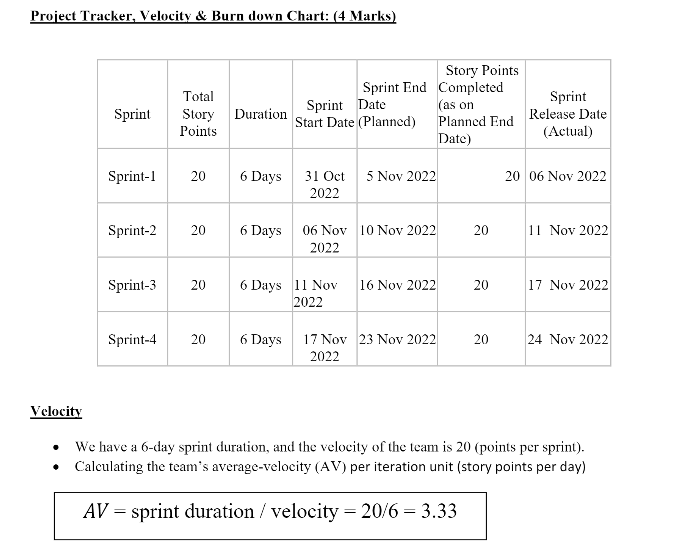 Project Tracker, Velocity & Burn down Chart: (4 Marks)
Sprint | Total Story Points | Duration | Sprint Start Date | Sprint End Date (Planned) | Story Points Completed (as on Planned End Date) | Sprint Release Date (Actual)
Sprint-1 | 20 | 6 Days | 31 Oct 2022 | 5 Nov 2022 | 20 | 06 Nov 2022
Sprint-2 | 20 | 6 Days | 06 Nov 2022 | 10 Nov 2022 | 20 | 11 Nov 2022
Sprint-3 | 20 | 6 Days | 11 Nov 2022 | 16 Nov 2022 | 20 | 17 Nov 2022
Sprint-4 | 20 | 6 Days | 17 Nov 2022 | 23 Nov 2022 | 20 | 24 Nov 2022
Velocity
• We have a 6-day sprint duration, and the velocity of the team is 20 (points per sprint).
• Calculating the team's average-velocity (AV) per iteration unit (story points per day)
AV = sprint duration / velocity = 20/6 = 3.33